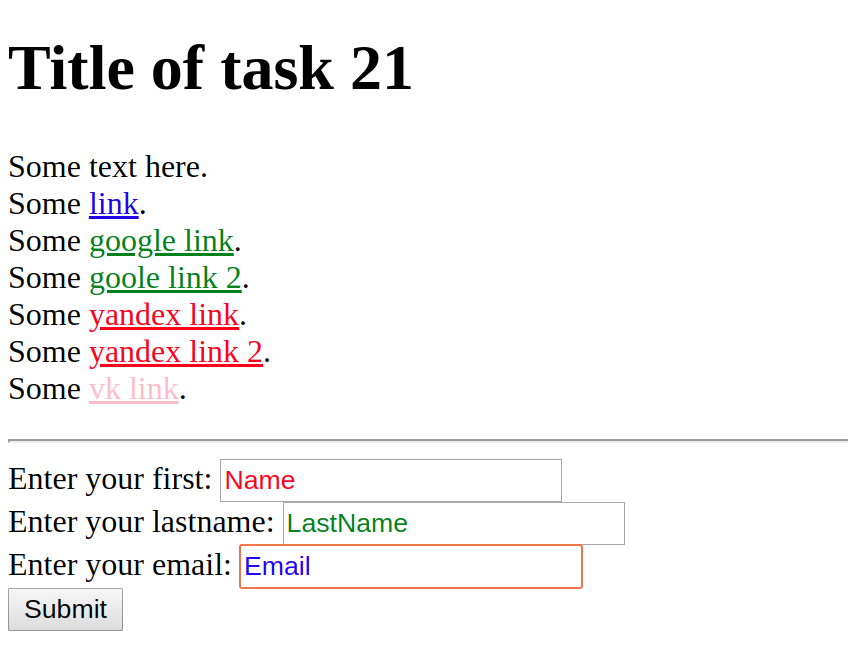 Title of task 21
Some text here.
Some link.
Some google link.
Some goole link 2.
Some yandex link.
Some yandex link 2.
Some vk link.
Enter your first: Name
Enter your lastname: LastName
Enter your email: Email
Submit